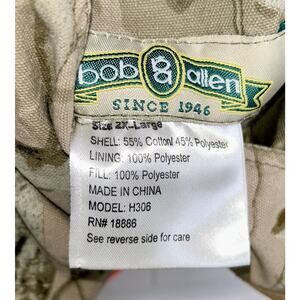 bob allen
SINCE 1946
Size 2X-Large
SHELL: 55% Cotton/ 45% Polyester
LINING: 100% Polyester
FILL: 100% Polyester
MADE IN CHINA
MODEL: H306
RN# 18886
See reverse side for care